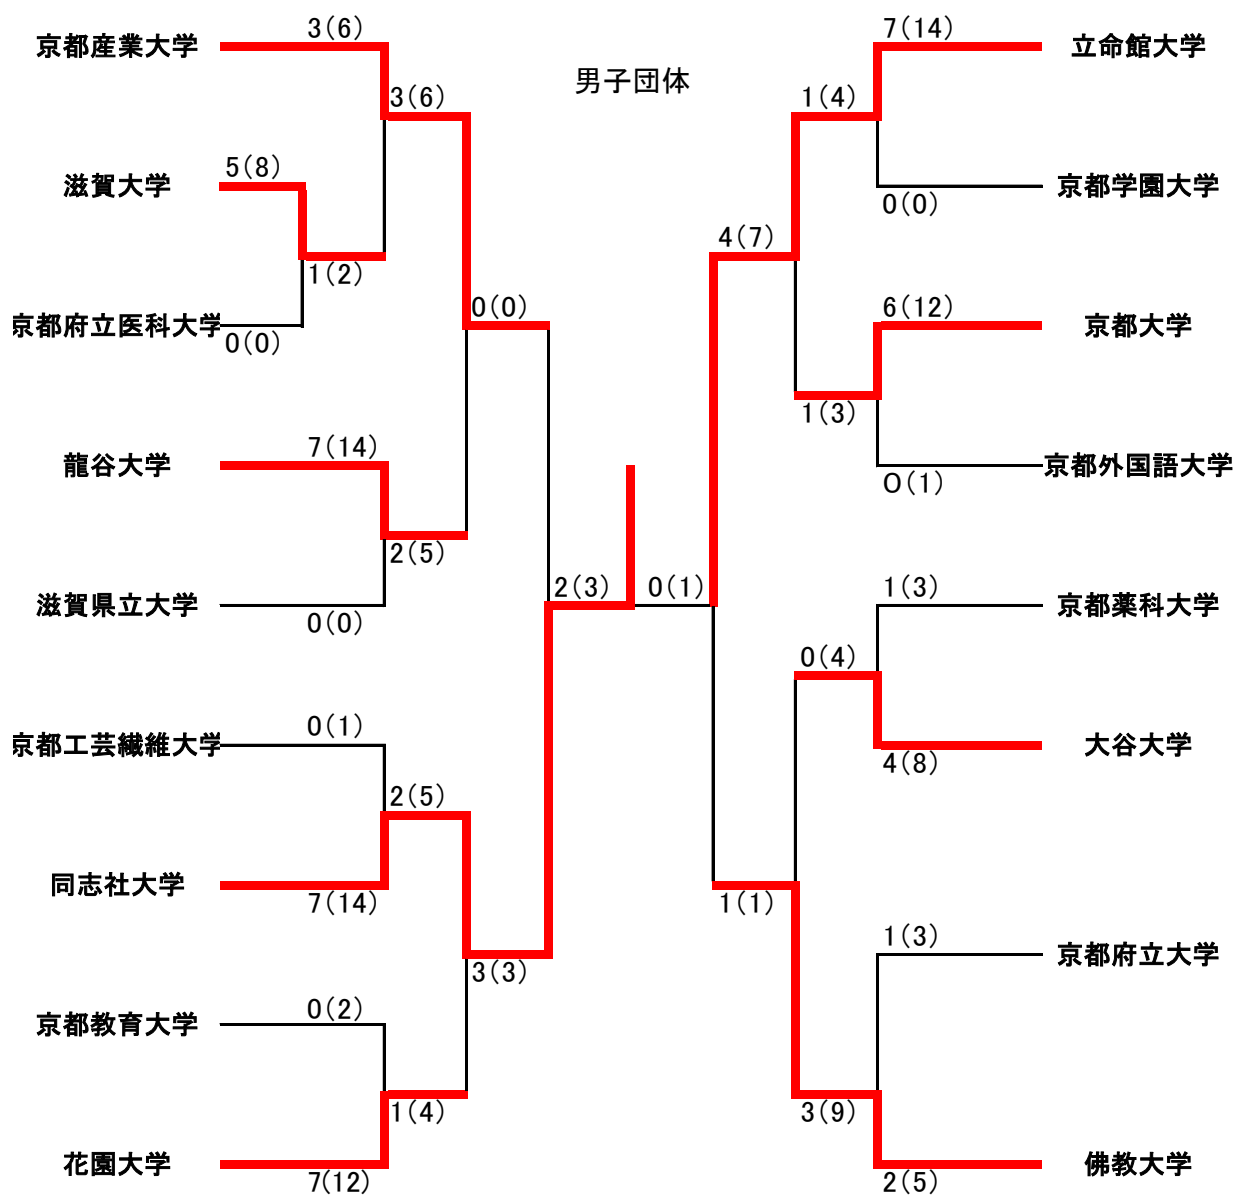 男子団体
京都産業大学
3(6)
3(6)
滋賀大学
5(8)
1(2)
京都府立医科大学
0(0)
0(0)
龍谷大学
7(14)
2(5)
滋賀県立大学
0(0)
2(3)
京都工芸繊維大学
0(1)
2(5)
同志社大学
7(14)
3(3)
京都教育大学
0(2)
1(4)
花園大学
7(12)
7(14)
立命館大学
1(4)
京都学園大学
0(0)
4(7)
6(12)
京都大学
1(3)
京都外国語大学
O(1)
0(1)
1(3)
京都薬科大学
0(4)
大谷大学
4(8)
1(1)
1(3)
京都府立大学
3(9)
佛教大学
2(5)